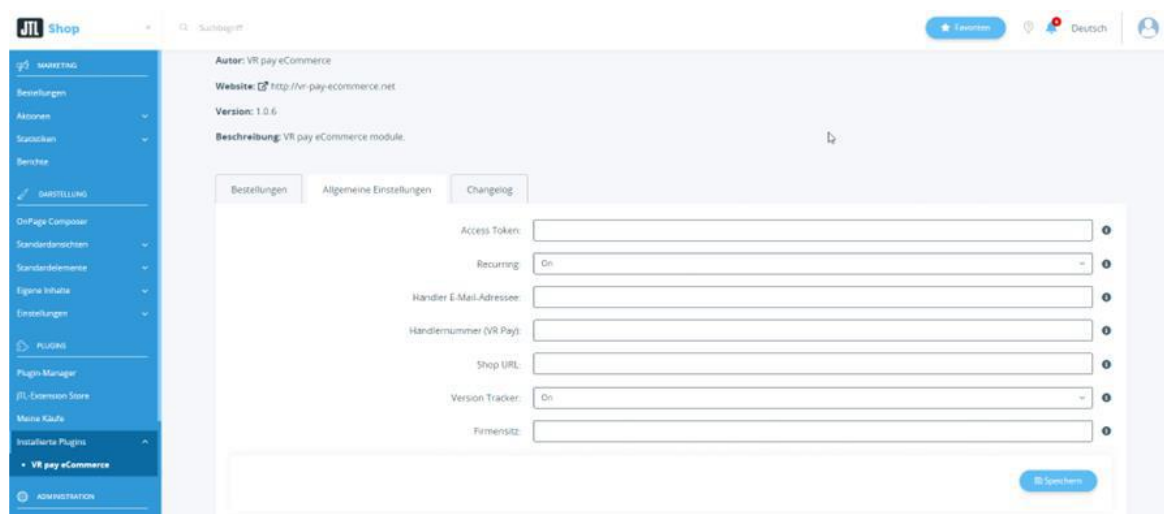 JTL Shop
Suchbegriff
Favoriten
Deutsch
MARKETING
Bestellungen
Aktionen
Statistiken
Berichte
DARSTELLUNG
OnPage Composer
Standardansichten
Standardelemente
Eigene Inhalte
Einstellungen
PLUGINS
Plugin-Manager
JTL-Extension Store
Meine Käufe
Installierte Plugins
VR pay eCommerce
ADMINISTRATION
Autor: VR pay eCommerce
Website: http://vr-pay-ecommerce.net
Version: 1.0.6
Beschreibung: VR pay eCommerce module.
Bestellungen
Allgemeine Einstellungen
Changelog
Access Token:
Recurring: On
Händler E-Mail-Adressee:
Händlernummer (VR Pay):
Shop URL:
Version Tracker: On
Firmensitz:
Speichern